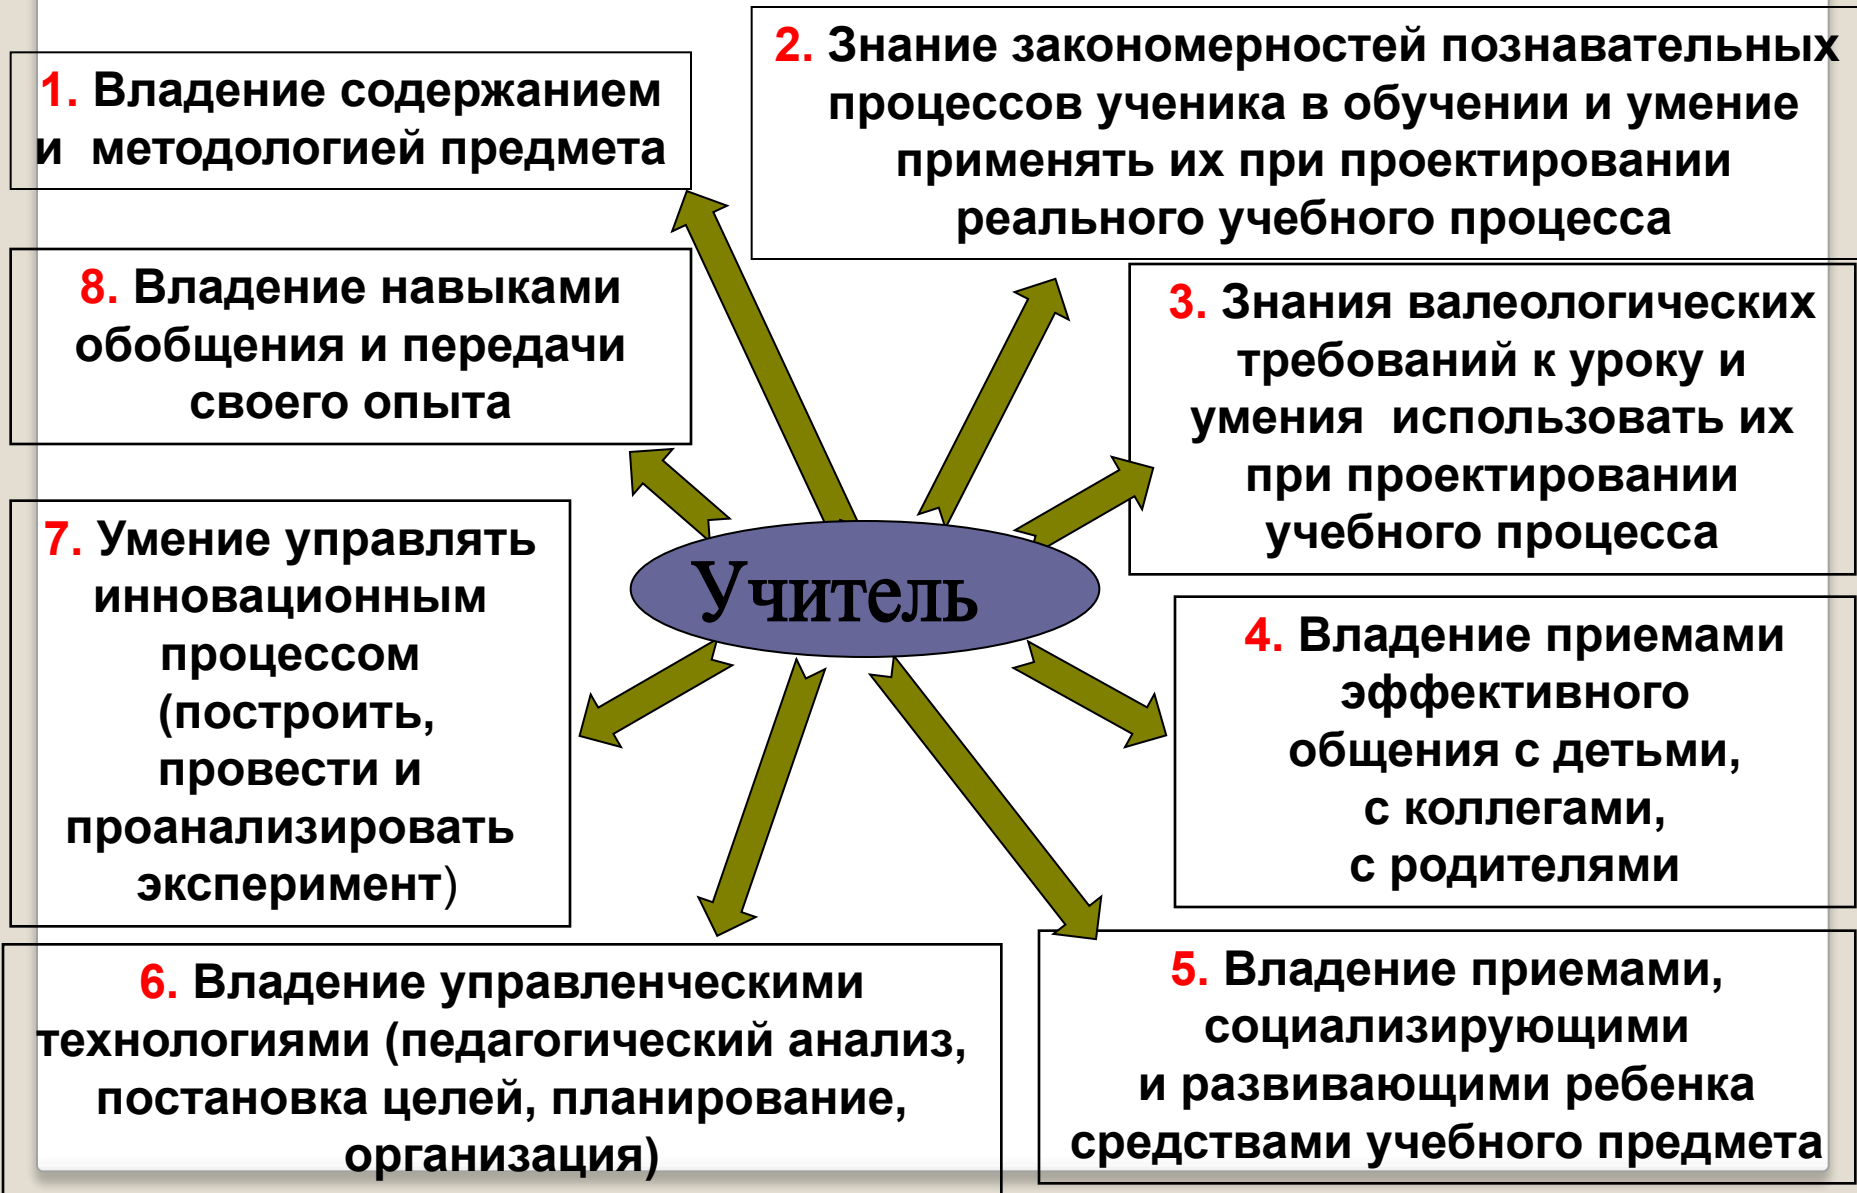 1. Владение содержанием
и методологией предмета
2. Знание закономерностей познавательных
процессов ученика в обучении и умение
применять их при проектировании
реального учебного процесса
8. Владение навыками
обобщения и передачи
своего опыта
3. Знания валеологических
требований к уроку и
умения использовать их
при проектировании
учебного процесса
7. Умение управлять
инновационным
процессом
(построить,
провести и
проанализировать
эксперимент)
Учитель
4. Владение приемами
эффективного
общения с детьми,
с коллегами,
с родителями
6. Владение управленческими
технологиями (педагогический анализ,
постановка целей, планирование,
организация)
5. Владение приемами,
социализирующими
и развивающими ребенка
средствами учебного предмета